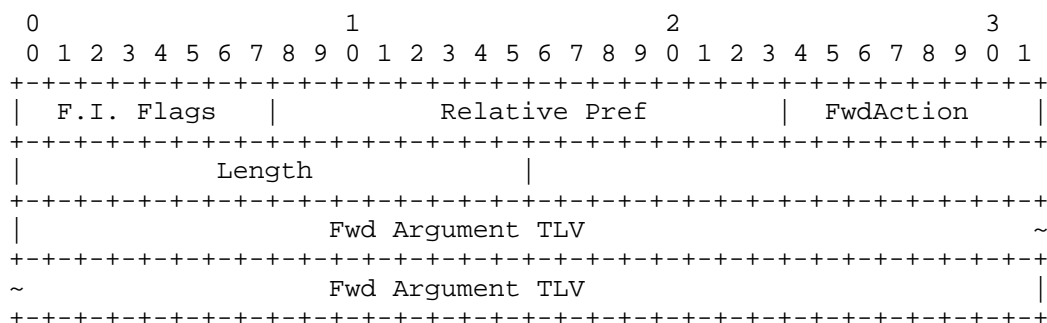 0                   1                   2                   3
 0 1 2 3 4 5 6 7 8 9 0 1 2 3 4 5 6 7 8 9 0 1 2 3 4 5 6 7 8 9 0 1
+-+-+-+-+-+-+-+-+-+-+-+-+-+-+-+-+-+-+-+-+-+-+-+-+-+-+-+-+-+-+-+-+
|  F.I. Flags   |          Relative Pref        |  FwdAction    |
+-+-+-+-+-+-+-+-+-+-+-+-+-+-+-+-+-+-+-+-+-+-+-+-+-+-+-+-+-+-+-+-+
|            Length             |
+-+-+-+-+-+-+-+-+-+-+-+-+-+-+-+-+-+-+-+-+-+-+-+-+-+-+-+-+-+-+-+-+
|                   Fwd Argument TLV                            ~
+-+-+-+-+-+-+-+-+-+-+-+-+-+-+-+-+-+-+-+-+-+-+-+-+-+-+-+-+-+-+-+-+
~                   Fwd Argument TLV                            |
+-+-+-+-+-+-+-+-+-+-+-+-+-+-+-+-+-+-+-+-+-+-+-+-+-+-+-+-+-+-+-+-+